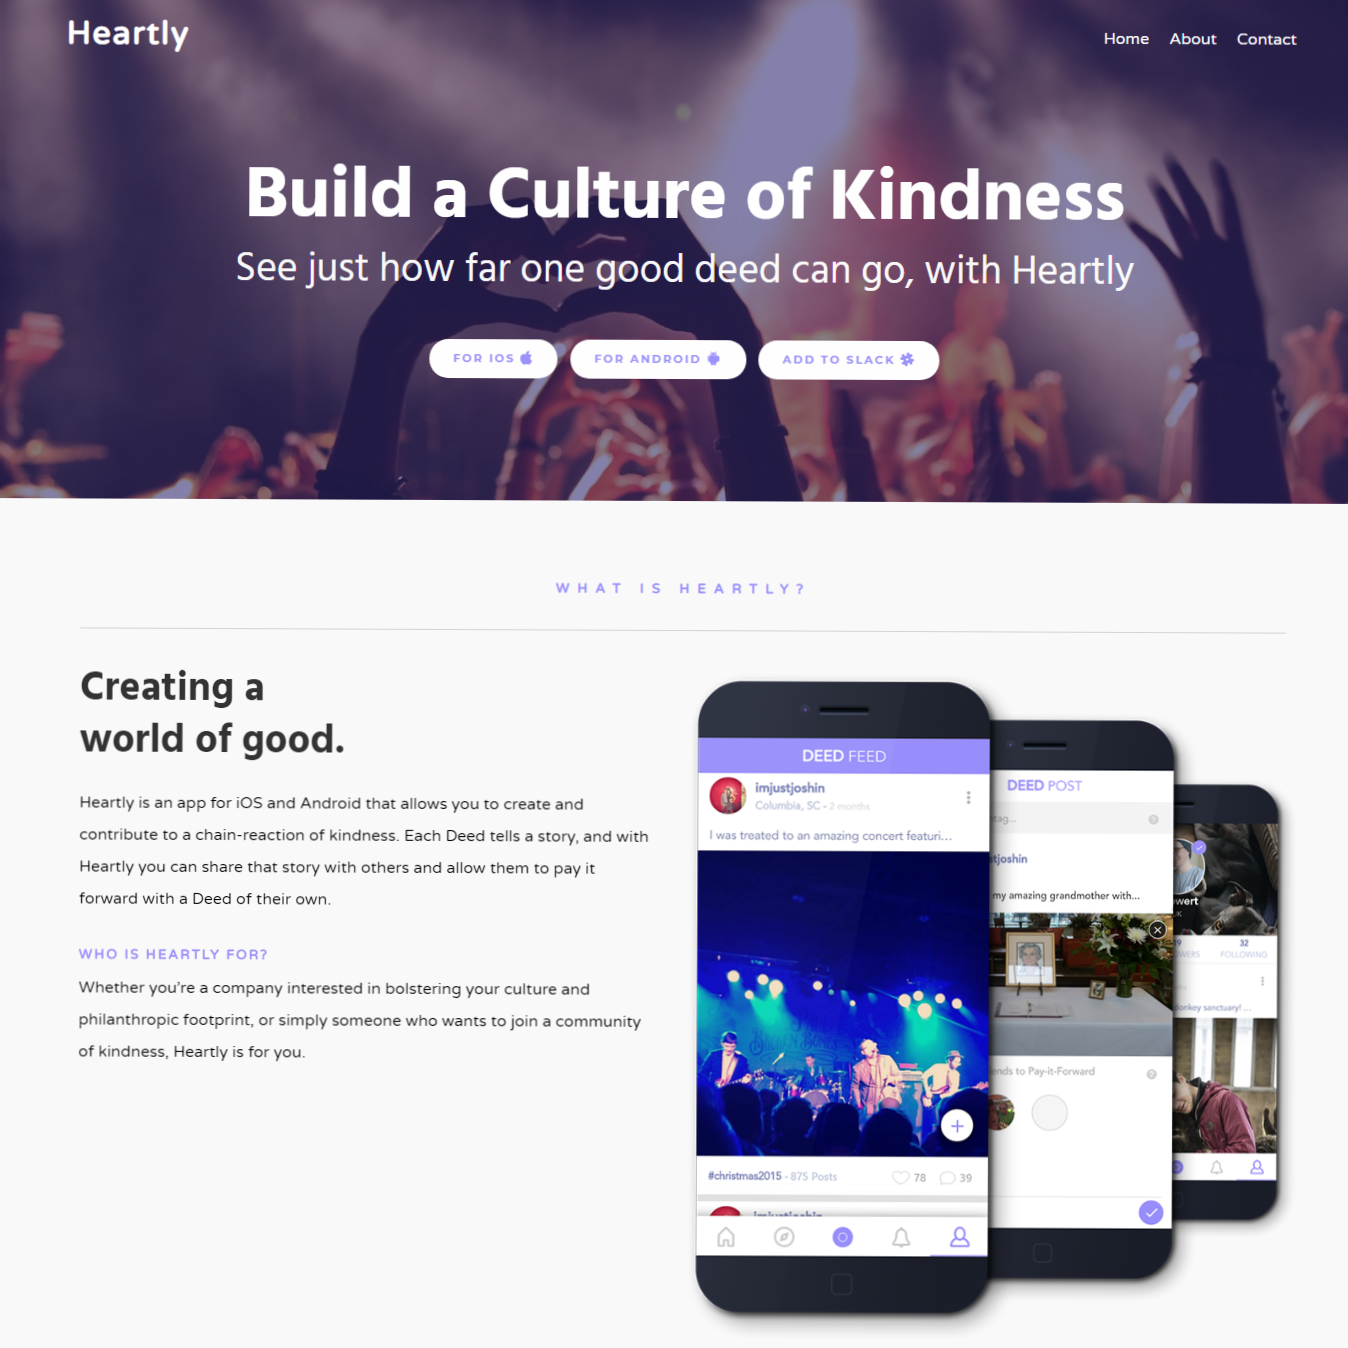 Heartly
Home About Contact
Build a Culture of Kindness
See just how far one good deed can go, with Heartly
FOR IOS
FOR ANDROID
ADD TO SLACK
WHAT IS HEARTLY?
Creating a
world of good.
Heartly is an app for iOS and Android that allows you to create and
contribute to a chain-reaction of kindness. Each Deed tells a story, and with
Heartly you can share that story with others and allow them to pay it
forward with a Deed of their own.
WHO IS HEARTLY FOR?
Whether you're a company interested in bolstering your culture and
philanthropic footprint, or simply someone who wants to join a community
of kindness, Heartly is for you.
DEED FEED
imjustjoshin
Columbia, SC - 2 months
I was treated to an amazing concert featuri...
#christmas2015 - 875 Posts
78
39
DEED POST
my amazing grandmother with...
to Pay-it-Forward
32
FOLLOWING
donkey sanctuary! ...